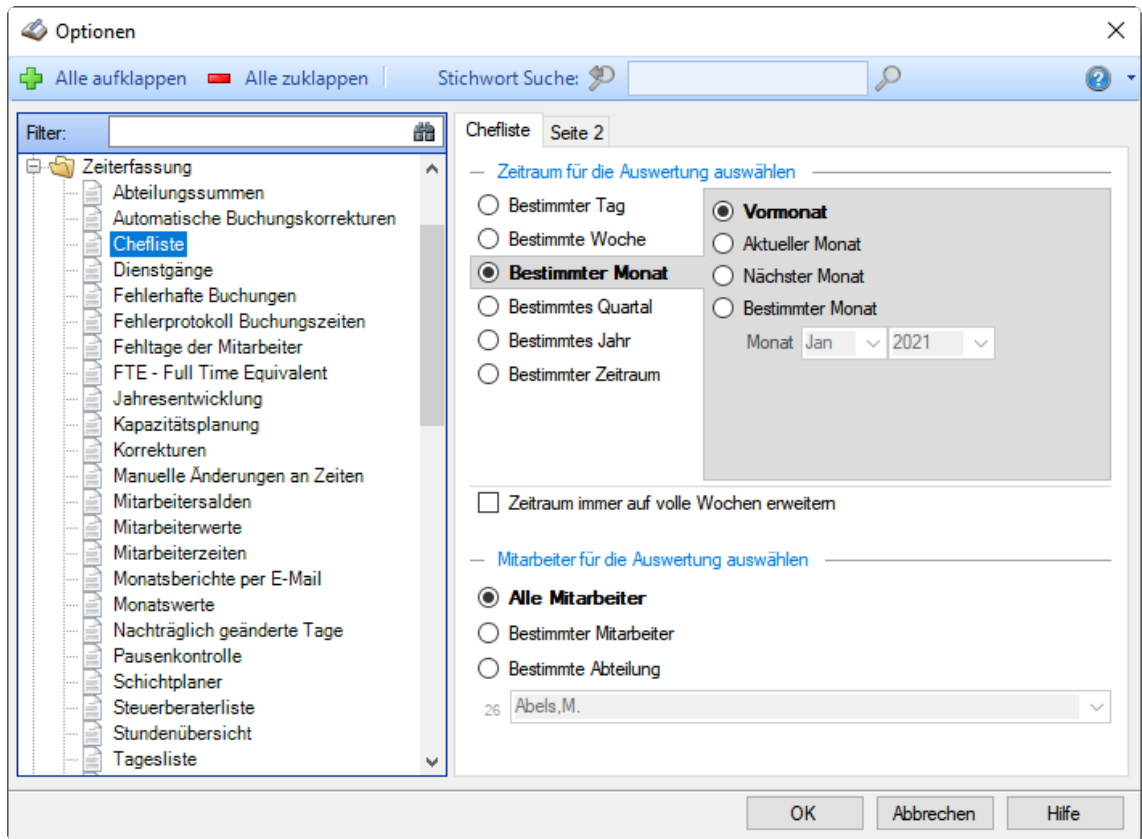 Optionen
Alle aufklappen Alle zuklappen Stichwort Suche:
Filter:
Zeiterfassung
Abteilungssummen
Automatische Buchungskorrekturen
Chefliste
Dienstgänge
Fehlerhafte Buchungen
Fehlerprotokoll Buchungszeiten
Fehltage der Mitarbeiter
FTE - Full Time Equivalent
Jahresentwicklung
Kapazitätsplanung
Korrekturen
Manuelle Änderungen an Zeiten
Mitarbeitersalden
Mitarbeiterwerte
Mitarbeiterzeiten
Monatsberichte per E-Mail
Monatswerte
Nachträglich geänderte Tage
Pausenkontrolle
Schichtplaner
Steuerberaterliste
Stundenübersicht
Tagesliste
Chefliste Seite 2
Zeitraum für die Auswertung auswählen
Bestimmter Tag
Bestimmte Woche
Bestimmter Monat
Bestimmtes Quartal
Bestimmtes Jahr
Bestimmter Zeitraum
Vormonat
Aktueller Monat
Nächster Monat
Bestimmter Monat
Monat Jan 2021
Zeitraum immer auf volle Wochen erweitern
Mitarbeiter für die Auswertung auswählen
Alle Mitarbeiter
Bestimmter Mitarbeiter
Bestimmte Abteilung
26 Abels,M.
OK Abbrechen Hilfe